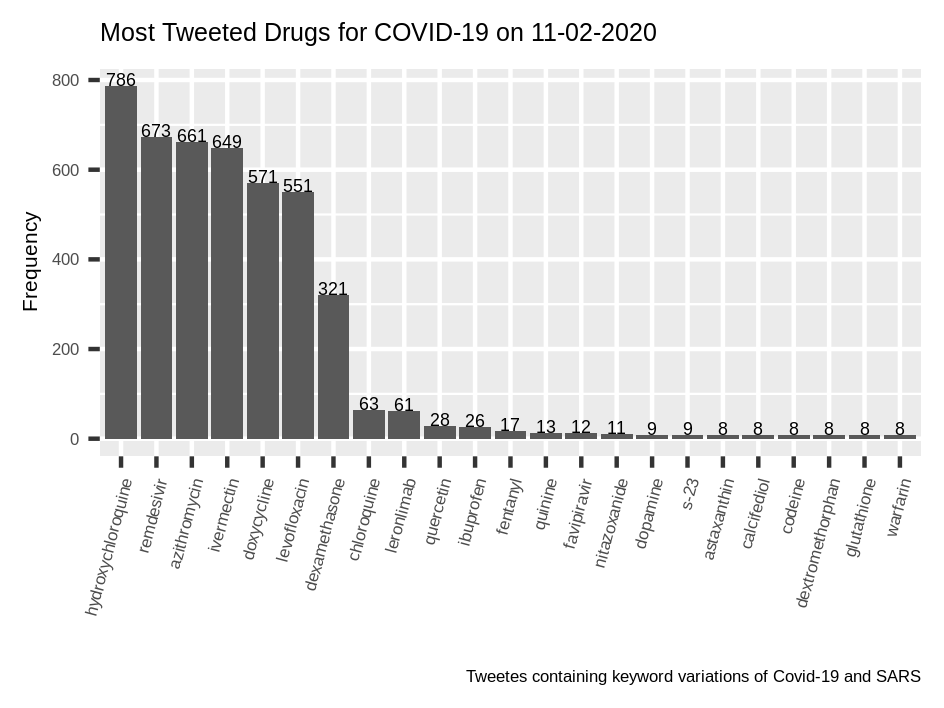 Most Tweeted Drugs for COVID-19 on 11-02-2020
Frequency
800
600
400
200
0
786
673
661
649
571
551
321
63
61
28
26
17
13
12
11
9
9
8
8
8
8
8
8
hydroxychloroquine
remdesivir
azithromycin
ivermectin
doxycycline
levofloxacin
dexamethasone
chloroquine
leronlimab
quercetin
ibuprofen
fentanyl
quinine
favipiravir
nitazoxanide
dopamine
s-23
astaxanthin
calcifediol
codeine
dextromethorphan
glutathione
warfarin
Tweetes containing keyword variations of Covid-19 and SARS